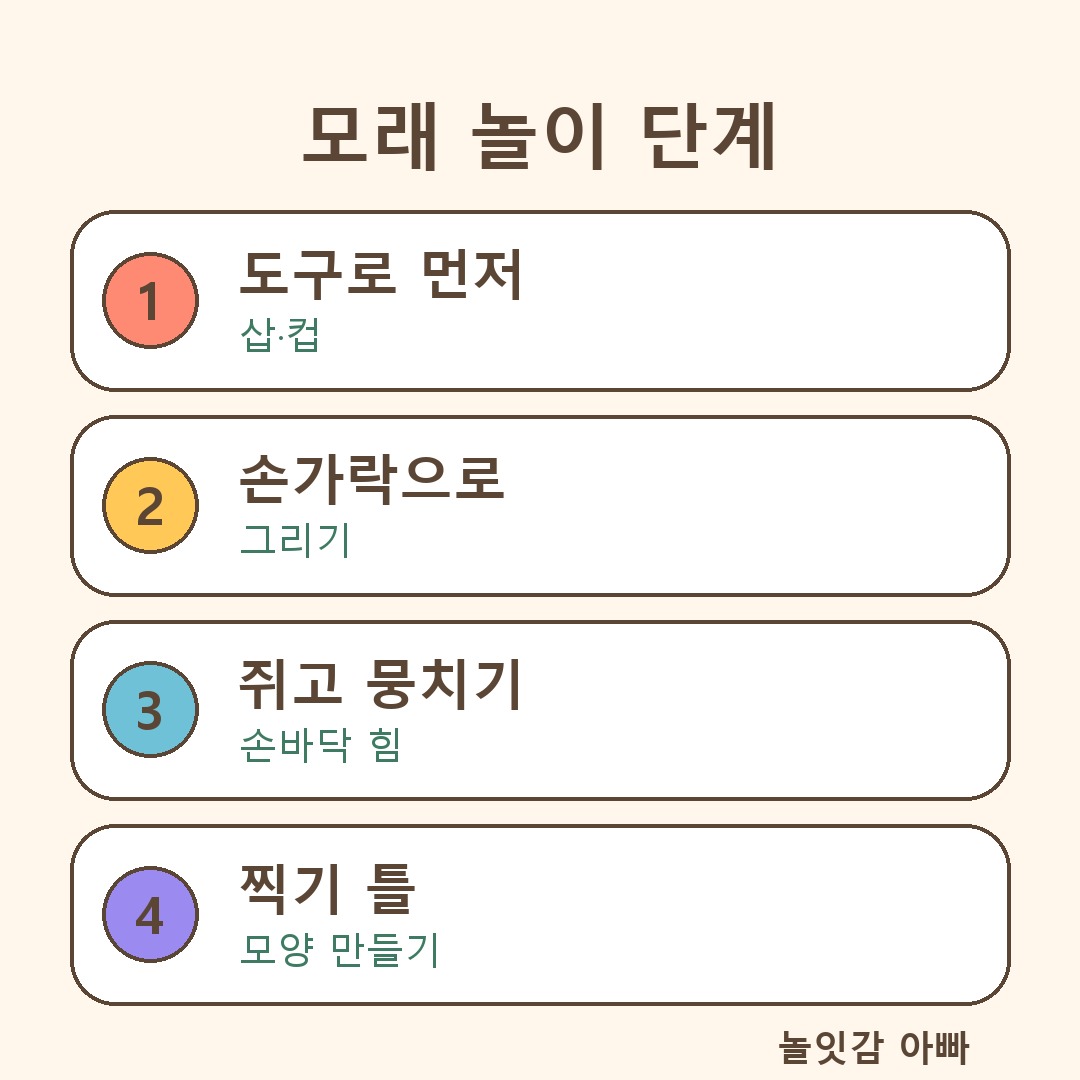 모래 놀이 단계
1
도구로 먼저
삽·컵
2
손가락으로
그리기
3
쥐고 뭉치기
손바닥 힘
4
찍기 틀
모양 만들기
놀잇감 아빠